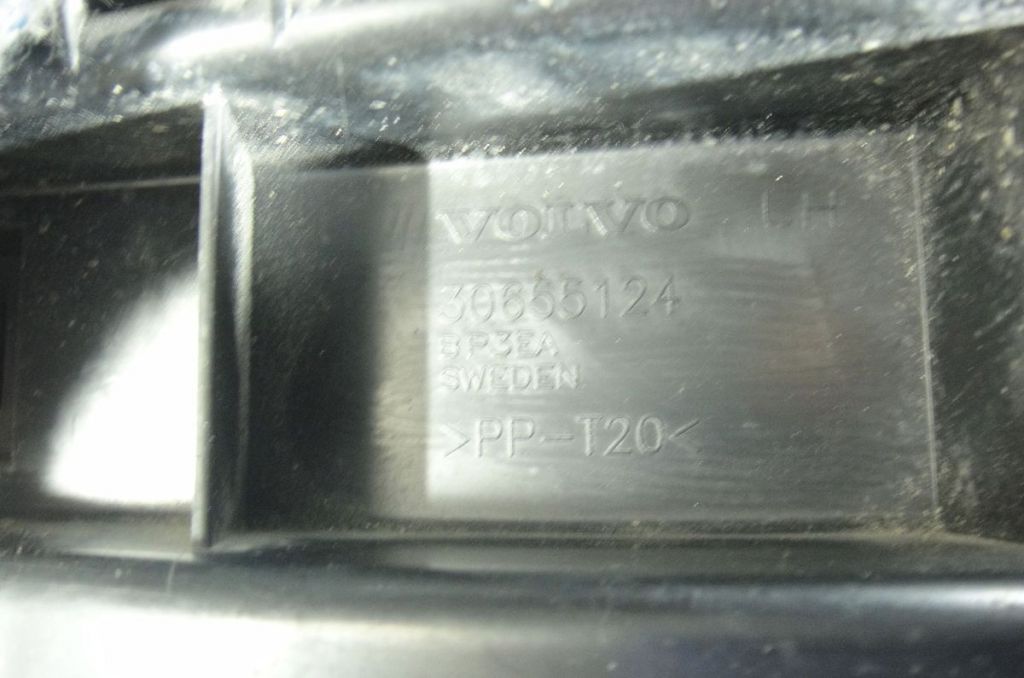 VOLVO LH
30655124
8P3EA
SWEDEN
>PP-T20<